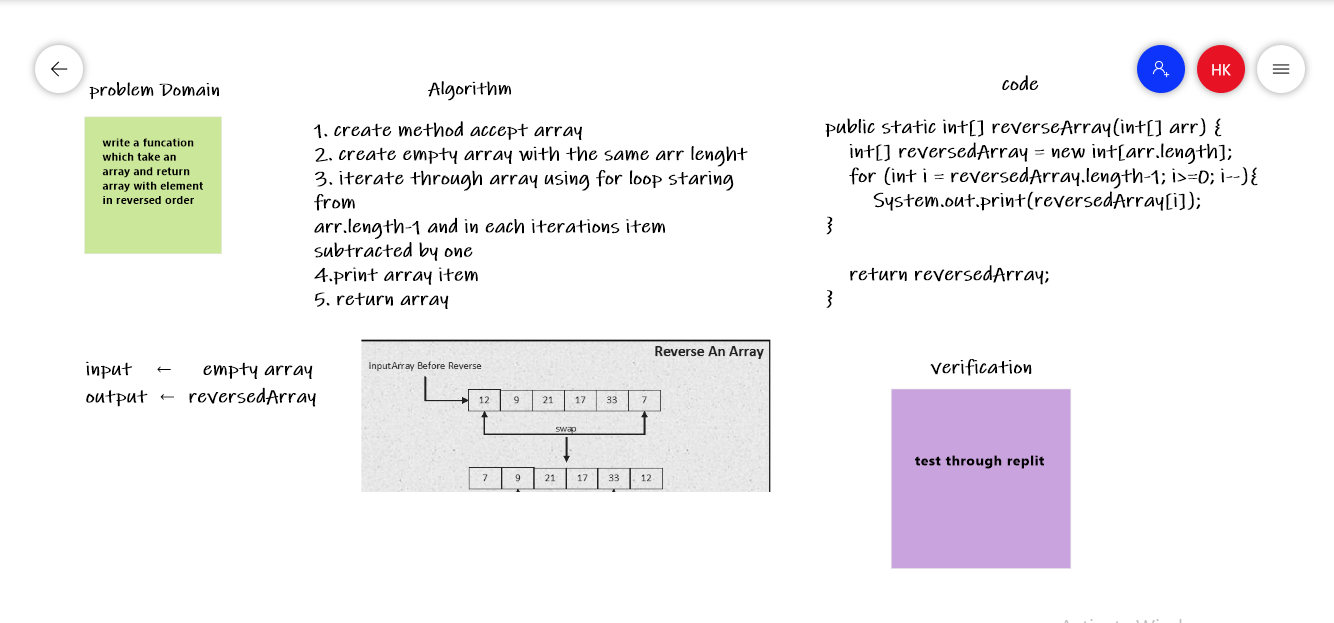 HK
problem Domain
write a funcation
which take an
array and return
array with element
in reversed order
Algorithm
1. create method accept array
2. create empty array with the same arr lenght
3. iterate through array using for loop staring
from
arr.length-1 and in each iterations item
subtracted by one
4.print array item
5. return array
code
public static int[] reverseArray(int[] arr) {
int[] reversedArray = new int[arr.length];
for (int i = reversedArray.length-1; i>=0; i--){
System.out.print(reversedArray[i]);
}
return reversedArray;
}
input ← empty array
output ← reversedArray
Reverse An Array
InputArray Before Reverse
12 9 21 17 33 7
swap
7 9 21 17 33 12
verification
test through replit